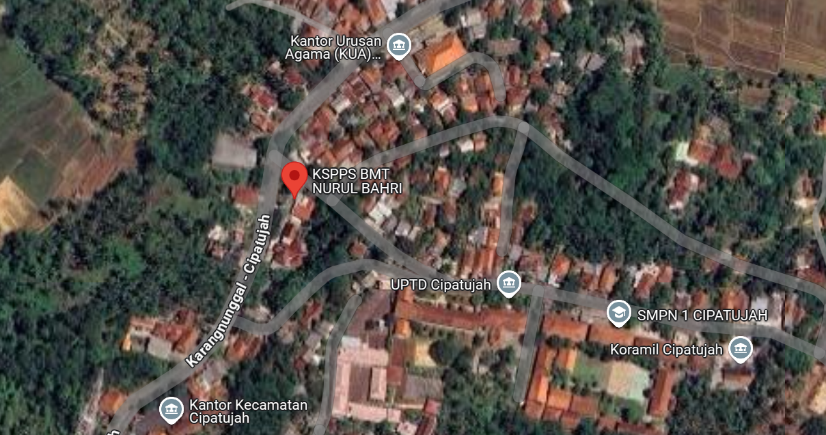 Kantor Urusan
Agama (KUA)...
KSPPS BMT
NURUL BAHRI
Karangnunggal - Cipatujah
UPTD Cipatujah
SMPN 1 CIPATUJAH
Koramil Cipatujah
Kantor Kecamatan
Cipatujah